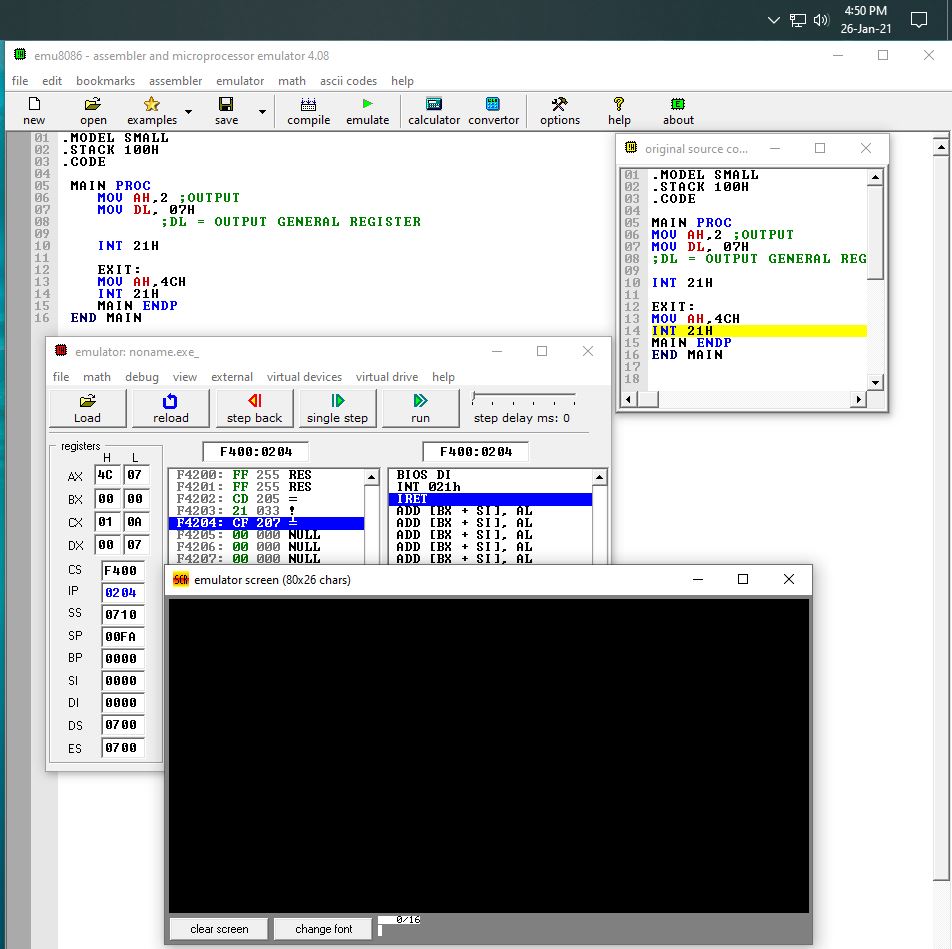 4:50 PM
26-Jan-21
emu8086 - assembler and microprocessor emulator 4.08
file edit bookmarks assembler emulator math ascii codes help
new open examples save compile emulate calculator convertor options help about
01 .MODEL SMALL
02 .STACK 100H
03 .CODE
04
05 MAIN PROC
06 MOV AH,2 ;OUTPUT
07 MOV DL, 07H
08 ;DL = OUTPUT GENERAL REGISTER
09
10 INT 21H
11
12 EXIT:
13 MOV AH,4CH
14 INT 21H
15 MAIN ENDP
16 END MAIN
original source co...
01 .MODEL SMALL
02 .STACK 100H
03 .CODE
04
05 MAIN PROC
06 MOV AH,2 ;OUTPUT
07 MOV DL, 07H
08 ;DL = OUTPUT GENERAL REG
09
10 INT 21H
11
12 EXIT:
13 MOV AH,4CH
14 INT 21H
15 MAIN ENDP
16 END MAIN
17
18
emulator: noname.exe_
file math debug view external virtual devices virtual drive help
Load reload step back single step run step delay ms: 0
registers
H L
AX 4C 07
BX 00 00
CX 01 0A
DX 00 07
CS F400
IP 0204
SS 0710
SP 00FA
BP 0000
SI 0000
DI 0000
DS 0700
ES 0700
F400:0204
F4200: FF 255 RES
F4201: FF 255 RES
F4202: CD 205 =
F4203: 21 033 !
F4204: CF 207 ╧
F4205: 00 000 NULL
F4206: 00 000 NULL
F4207: 00 000 NULL
F400:0204
BIOS DI
INT 021h
IRET
ADD [BX + SI], AL
ADD [BX + SI], AL
ADD [BX + SI], AL
ADD [BX + SI], AL
ADD [BX + SI], AL
SCR emulator screen (80x26 chars)
clear screen change font 0/16